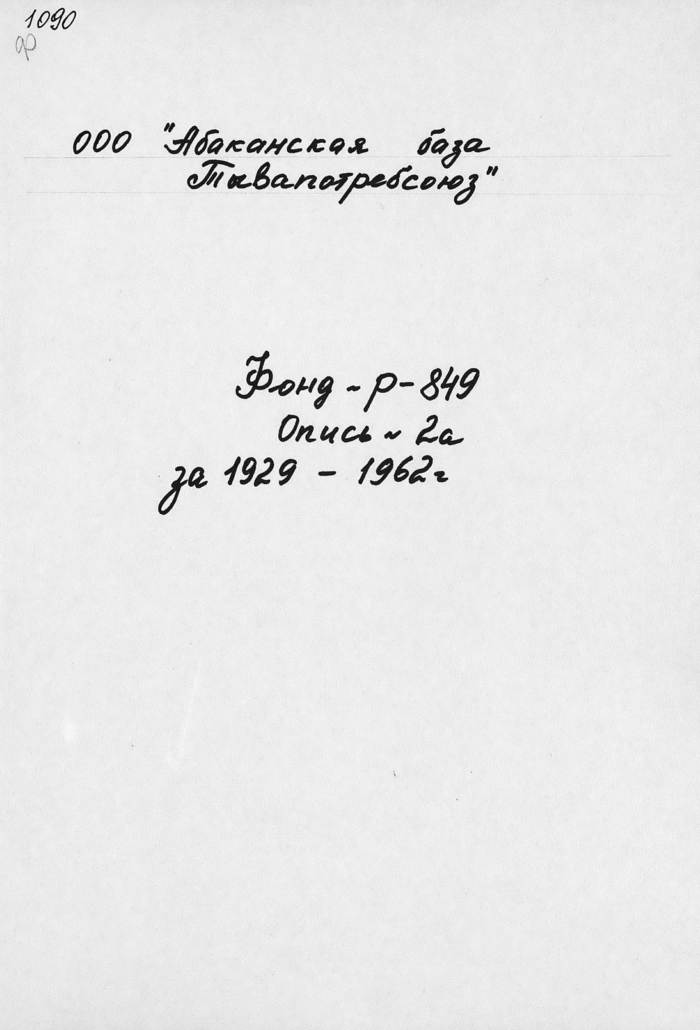 1090
ф
ООО "Абаканская база
Тывапотребсоюз"
Фонд ~ р-849
Опись ~ 2а
за 1929 - 1962г